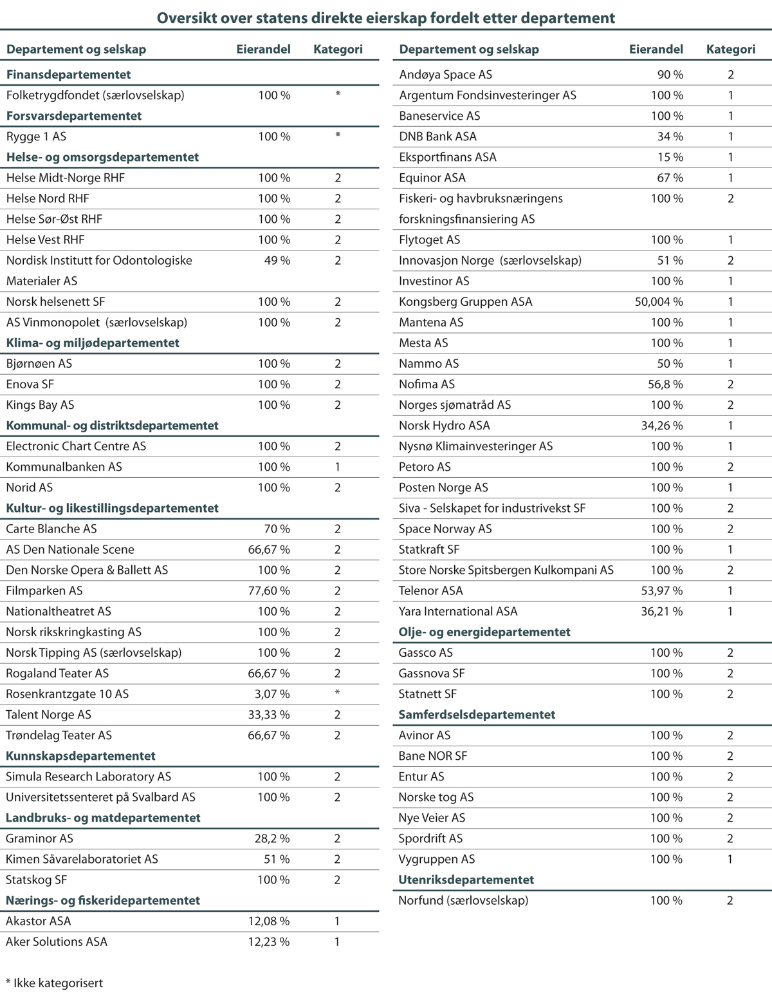 Oversikt over statens direkte eierskap fordelt etter departement
Departement og selskap Eierandel Kategori
Finansdepartementet
Folketrygdfondet (særlovselskap) 100 % *
Forsvarsdepartementet
Rygge 1 AS 100 % *
Helse- og omsorgsdepartementet
Helse Midt-Norge RHF 100 % 2
Helse Nord RHF 100 % 2
Helse Sør-Øst RHF 100 % 2
Helse Vest RHF 100 % 2
Nordisk Institutt for Odontologiske 49 % 2
Materialer AS
Norsk helsenett SF 100 % 2
AS Vinmonopolet (særlovselskap) 100 % 2
Klima- og miljødepartementet
Bjørnøen AS 100 % 2
Enova SF 100 % 2
Kings Bay AS 100 % 2
Kommunal- og distriktsdepartementet
Electronic Chart Centre AS 100 % 2
Kommunalbanken AS 100 % 1
Norid AS 100 % 2
Kultur- og likestillingsdepartementet
Carte Blanche AS 70 % 2
AS Den Nationale Scene 66,67 % 2
Den Norske Opera & Ballett AS 100 % 2
Filmparken AS 77,60 % 2
Nationaltheatret AS 100 % 2
Norsk rikskringkasting AS 100 % 2
Norsk Tipping AS (særlovselskap) 100 % 2
Rogaland Teater AS 66,67 % 2
Rosenkrantzgate 10 AS 3,07 % *
Talent Norge AS 33,33 % 2
Trøndelag Teater AS 66,67 % 2
Kunnskapsdepartementet
Simula Research Laboratory AS 100 % 2
Universitetssenteret på Svalbard AS 100 % 2
Landbruks- og matdepartementet
Graminor AS 28,2 % 2
Kimen Såvarelaboratoriet AS 51 % 2
Statskog SF 100 % 2
Nærings- og fiskeridepartementet
Akastor ASA 12,08 % 1
Aker Solutions ASA 12,23 % 1
Departement og selskap Eierandel Kategori
Andøya Space AS 90 % 2
Argentum Fondsinvesteringer AS 100 % 1
Baneservice AS 100 % 1
DNB Bank ASA 34 % 1
Eksportfinans ASA 15 % 1
Equinor ASA 67 % 1
Fiskeri- og havbruksnæringens 100 % 2
forskningsfinansiering AS
Flytoget AS 100 % 1
Innovasjon Norge (særlovselskap) 51 % 2
Investinor AS 100 % 1
Kongsberg Gruppen ASA 50,004 % 1
Mantena AS 100 % 1
Mesta AS 100 % 1
Nammo AS 50 % 1
Nofima AS 56,8 % 2
Norges sjømatråd AS 100 % 2
Norsk Hydro ASA 34,26 % 1
Nysnø Klimainvesteringer AS 100 % 1
Petoro AS 100 % 2
Posten Norge AS 100 % 1
Siva - Selskapet for industrivekst SF 100 % 2
Space Norway AS 100 % 2
Statkraft SF 100 % 1
Store Norske Spitsbergen Kulkompani AS 100 % 2
Telenor ASA 53,97 % 1
Yara International ASA 36,21 % 1
Olje- og energidepartementet
Gassco AS 100 % 2
Gassnova SF 100 % 2
Statnett SF 100 % 2
Samferdselsdepartementet
Avinor AS 100 % 2
Bane NOR SF 100 % 2
Entur AS 100 % 2
Norske tog AS 100 % 2
Nye Veier AS 100 % 2
Spordrift AS 100 % 2
Vygruppen AS 100 % 1
Utenriksdepartementet
Norfund (særlovselskap) 100 % 2
* Ikke kategorisert